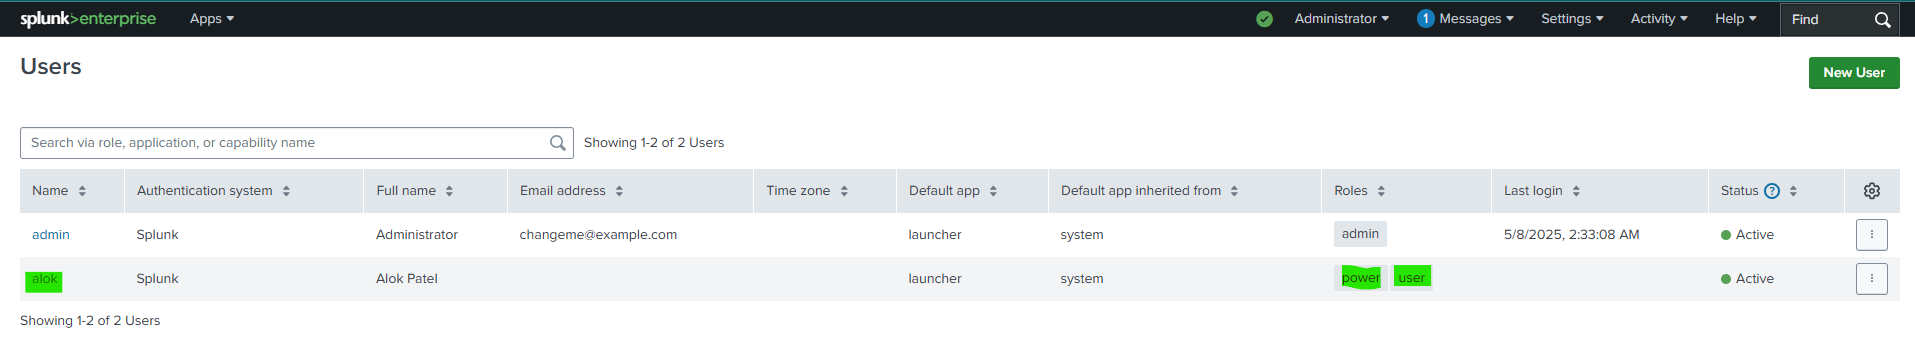 splunk>enterprise Apps Administrator 1 Messages Settings Activity Help Find
Users
New User
Search via role, application, or capability name Showing 1-2 of 2 Users
Name Authentication system Full name Email address Time zone Default app Default app inherited from Roles Last login Status ?
admin Splunk Administrator changeme@example.com launcher system admin 5/8/2025, 2:33:08 AM Active
alok Splunk Alok Patel launcher system power user Active
Showing 1-2 of 2 Users